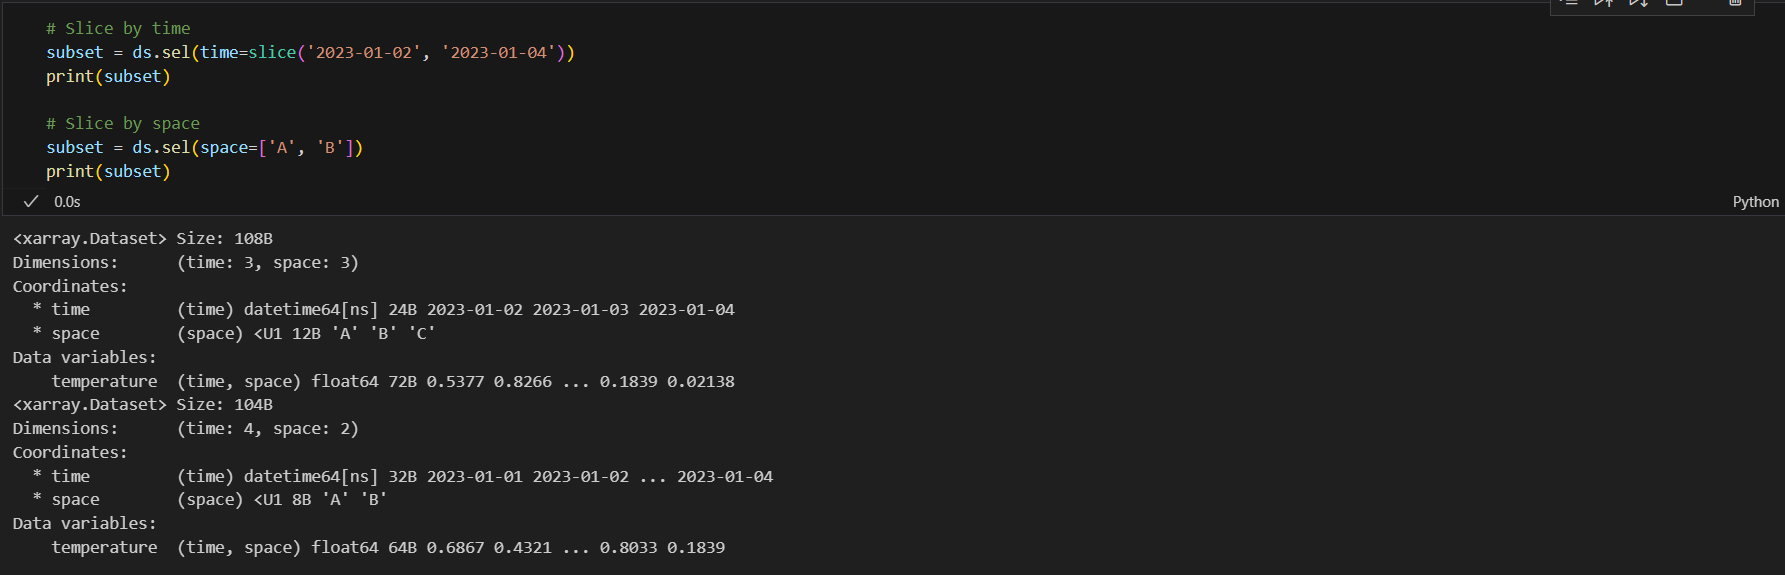 # Slice by time
subset = ds.sel(time=slice('2023-01-02', '2023-01-04'))
print(subset)
# Slice by space
subset = ds.sel(space=['A', 'B'])
print(subset)
0.0s
Python
<xarray.Dataset> Size: 108B
Dimensions:      (time: 3, space: 3)
Coordinates:
  * time         (time) datetime64[ns] 24B 2023-01-02 2023-01-03 2023-01-04
  * space        (space) <U1 12B 'A' 'B' 'C'
Data variables:
    temperature  (time, space) float64 72B 0.5377 0.8266 ... 0.1839 0.02138
<xarray.Dataset> Size: 104B
Dimensions:      (time: 4, space: 2)
Coordinates:
  * time         (time) datetime64[ns] 32B 2023-01-01 2023-01-02 ... 2023-01-04
  * space        (space) <U1 8B 'A' 'B'
Data variables:
    temperature  (time, space) float64 64B 0.6867 0.4321 ... 0.8033 0.1839